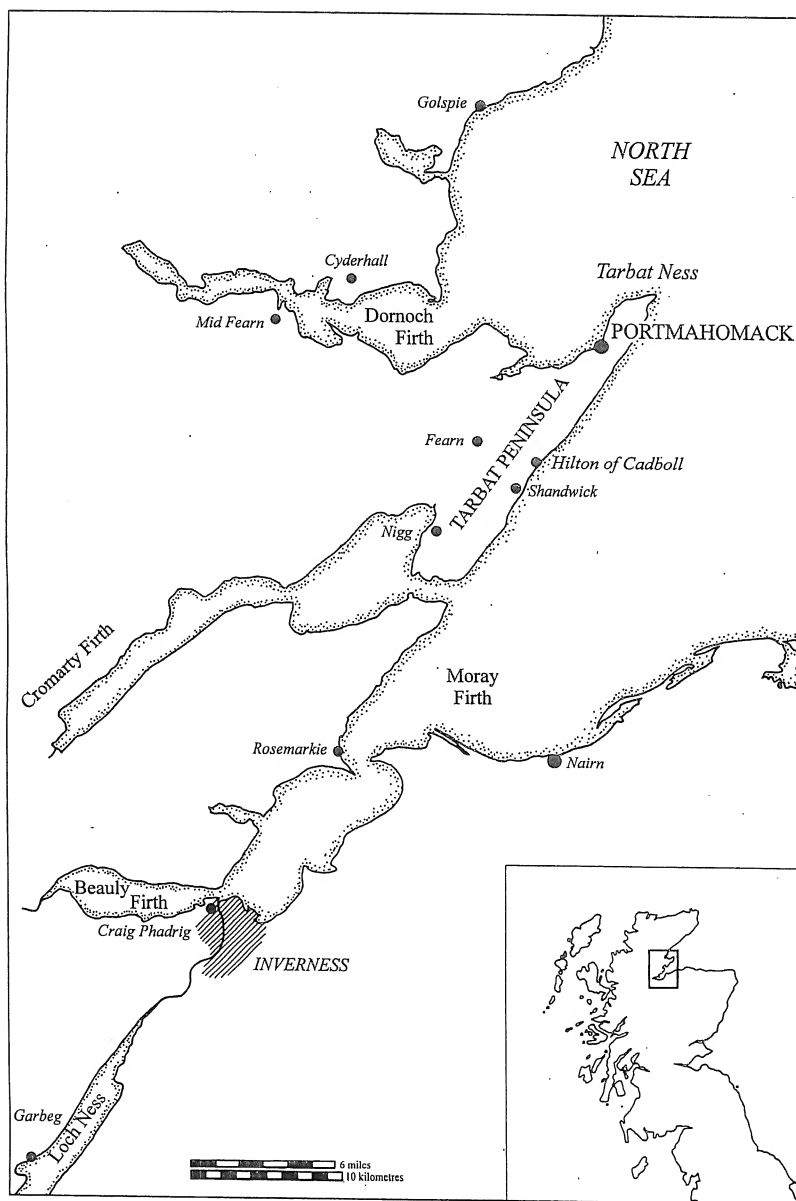 Golspie
NORTH
SEA
Cyderhall
Tarbat Ness
Mid Fearn
Dornoch
Firth
PORTMAHOMACK
TARBAT PENINSULA
Fearn
Hilton of Cadboll
Shandwick
Nigg
Cromarty Firth
Moray
Firth
Rosemarkie
Nairn
Beauly
Firth
Craig Phadrig
INVERNESS
Garbeg
Loch Ness
6 miles
10 kilometres